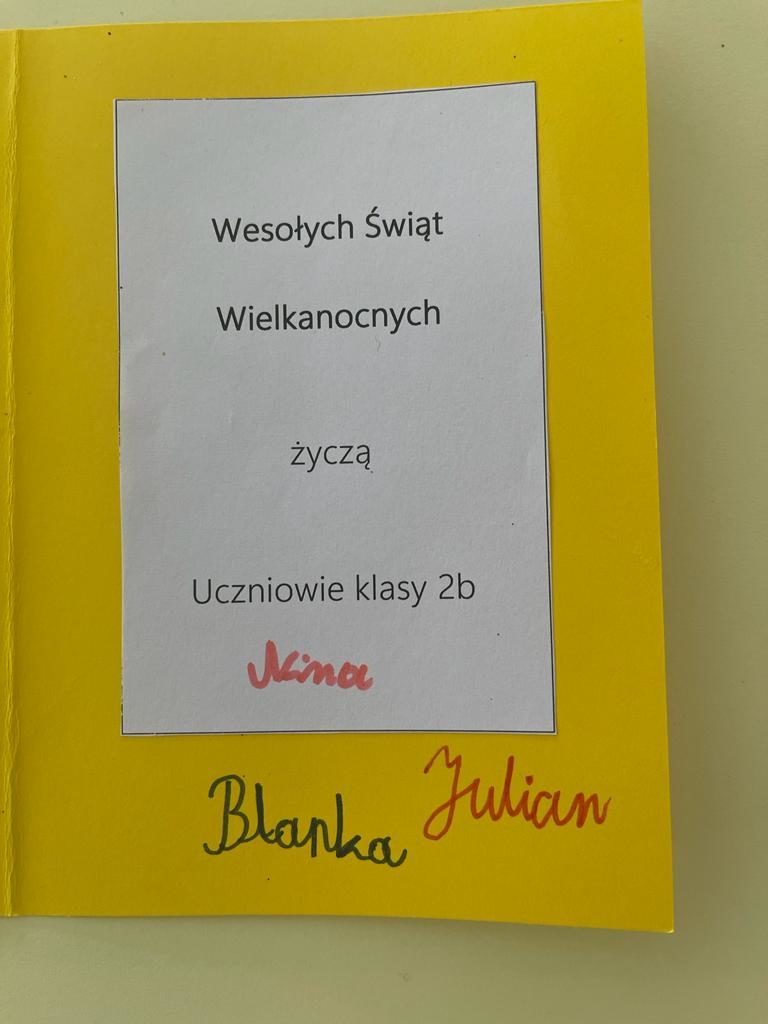 Wesołych Świąt
Wielkanocnych
życzą
Uczniowie klasy 2b
Nina
Julian
Blanka